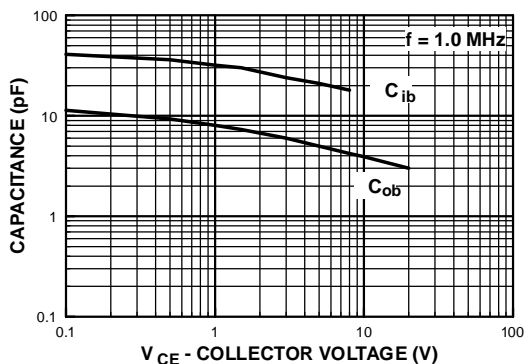 100
10
1
0.1
CAPACITANCE (pF)
f = 1.0 MHz
C ib
C ob
0.1
1
10
100
V CE - COLLECTOR VOLTAGE (V)